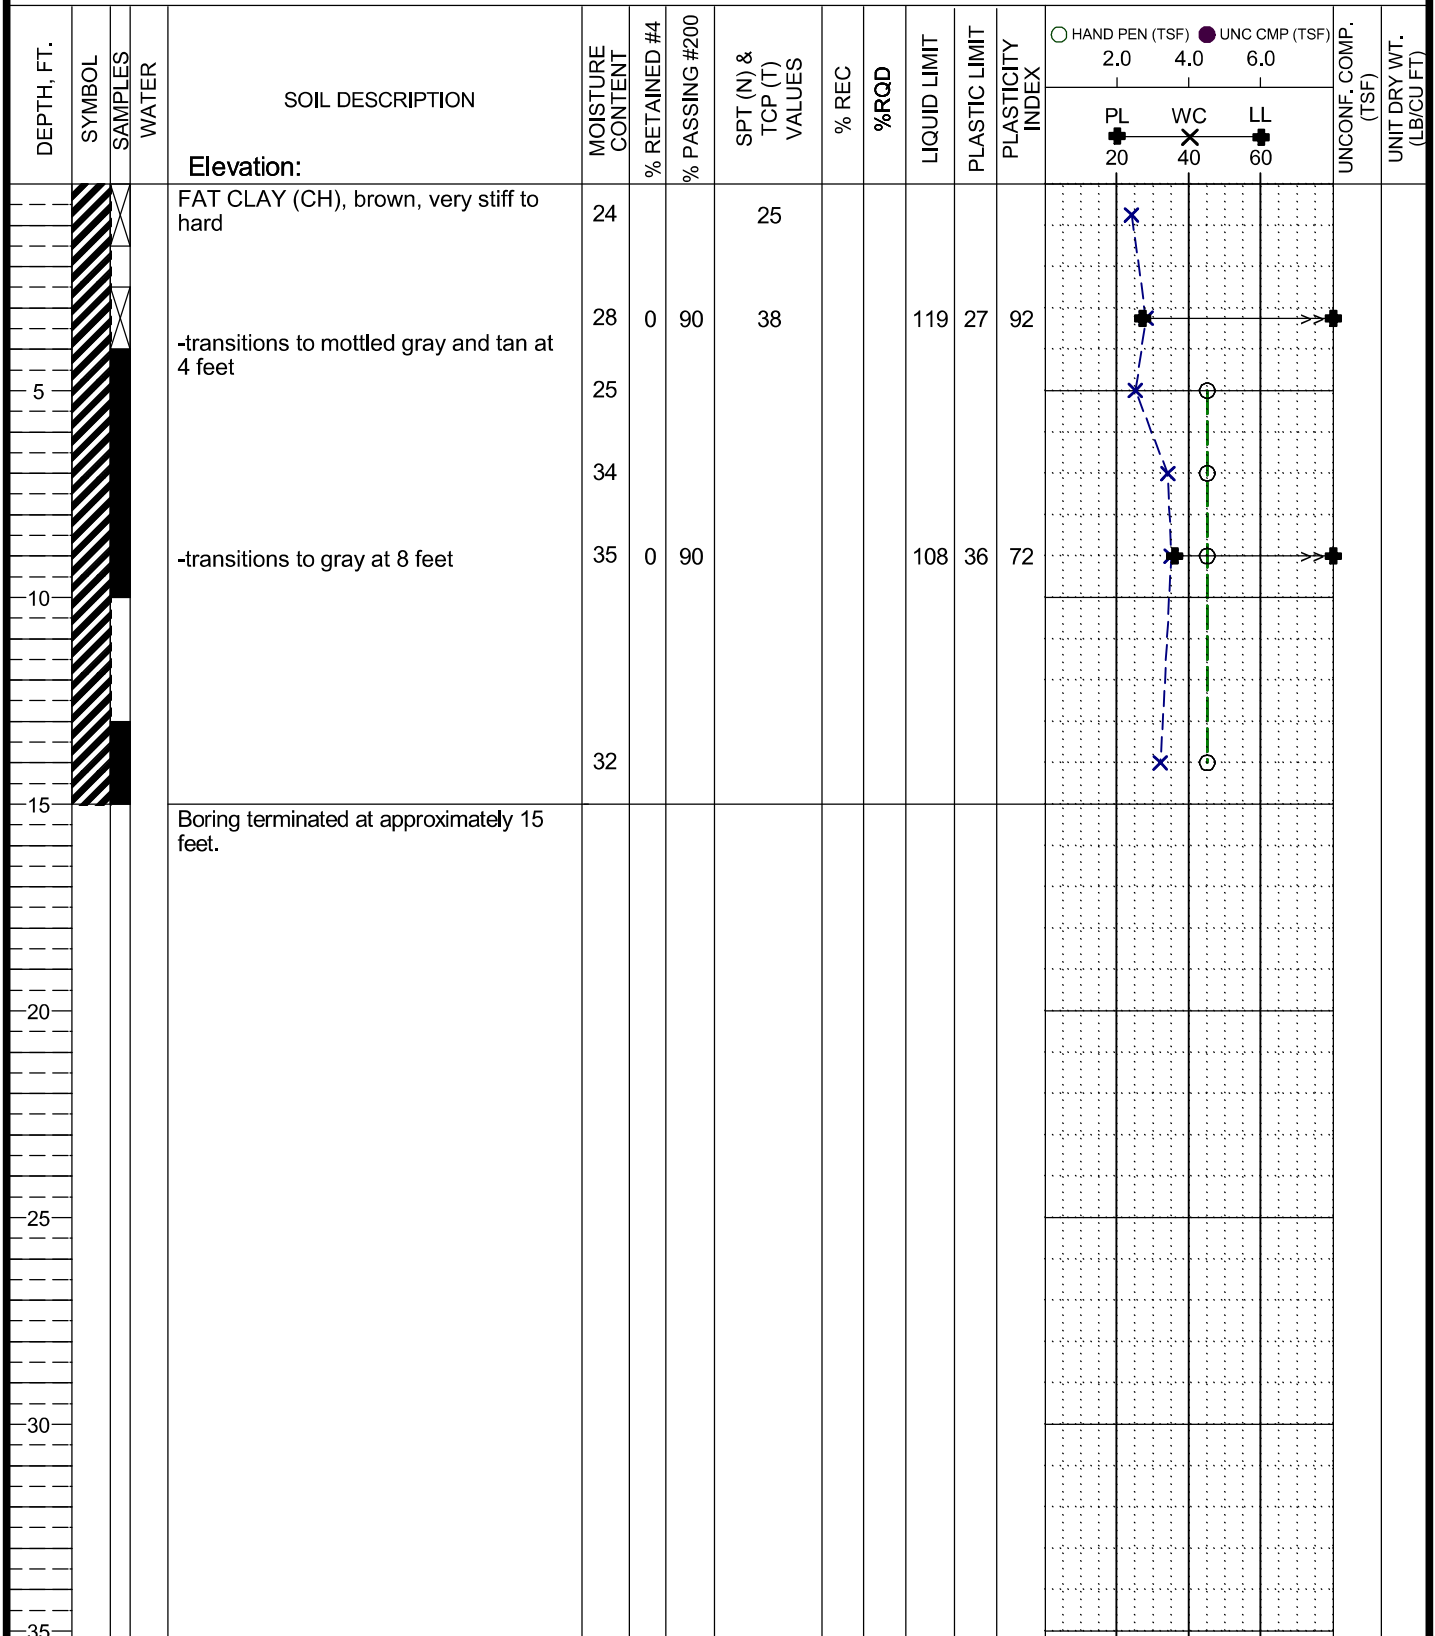 DEPTH, FT.
SYMBOL
SAMPLES
WATER
SOIL DESCRIPTION
Elevation:
MOISTURE
CONTENT
% RETAINED #4
% PASSING #200
SPT (N) &
TCP (T)
VALUES
% REC
%RQD
LIQUID LIMIT
PLASTIC LIMIT
PLASTICITY
INDEX
HAND PEN (TSF) UNC CMP (TSF)
2.0 4.0 6.0
PL WC LL
20 40 60
UNCONF. COMP.
(TSF)
UNIT DRY WT.
(LB/CU FT)
FAT CLAY (CH), brown, very stiff to
hard
24 25
28 0 90 38 119 27 92
-transitions to mottled gray and tan at
4 feet
5 25
34
-transitions to gray at 8 feet 35 0 90 108 36 72
10
32
15
Boring terminated at approximately 15
feet.
20
25
30
35